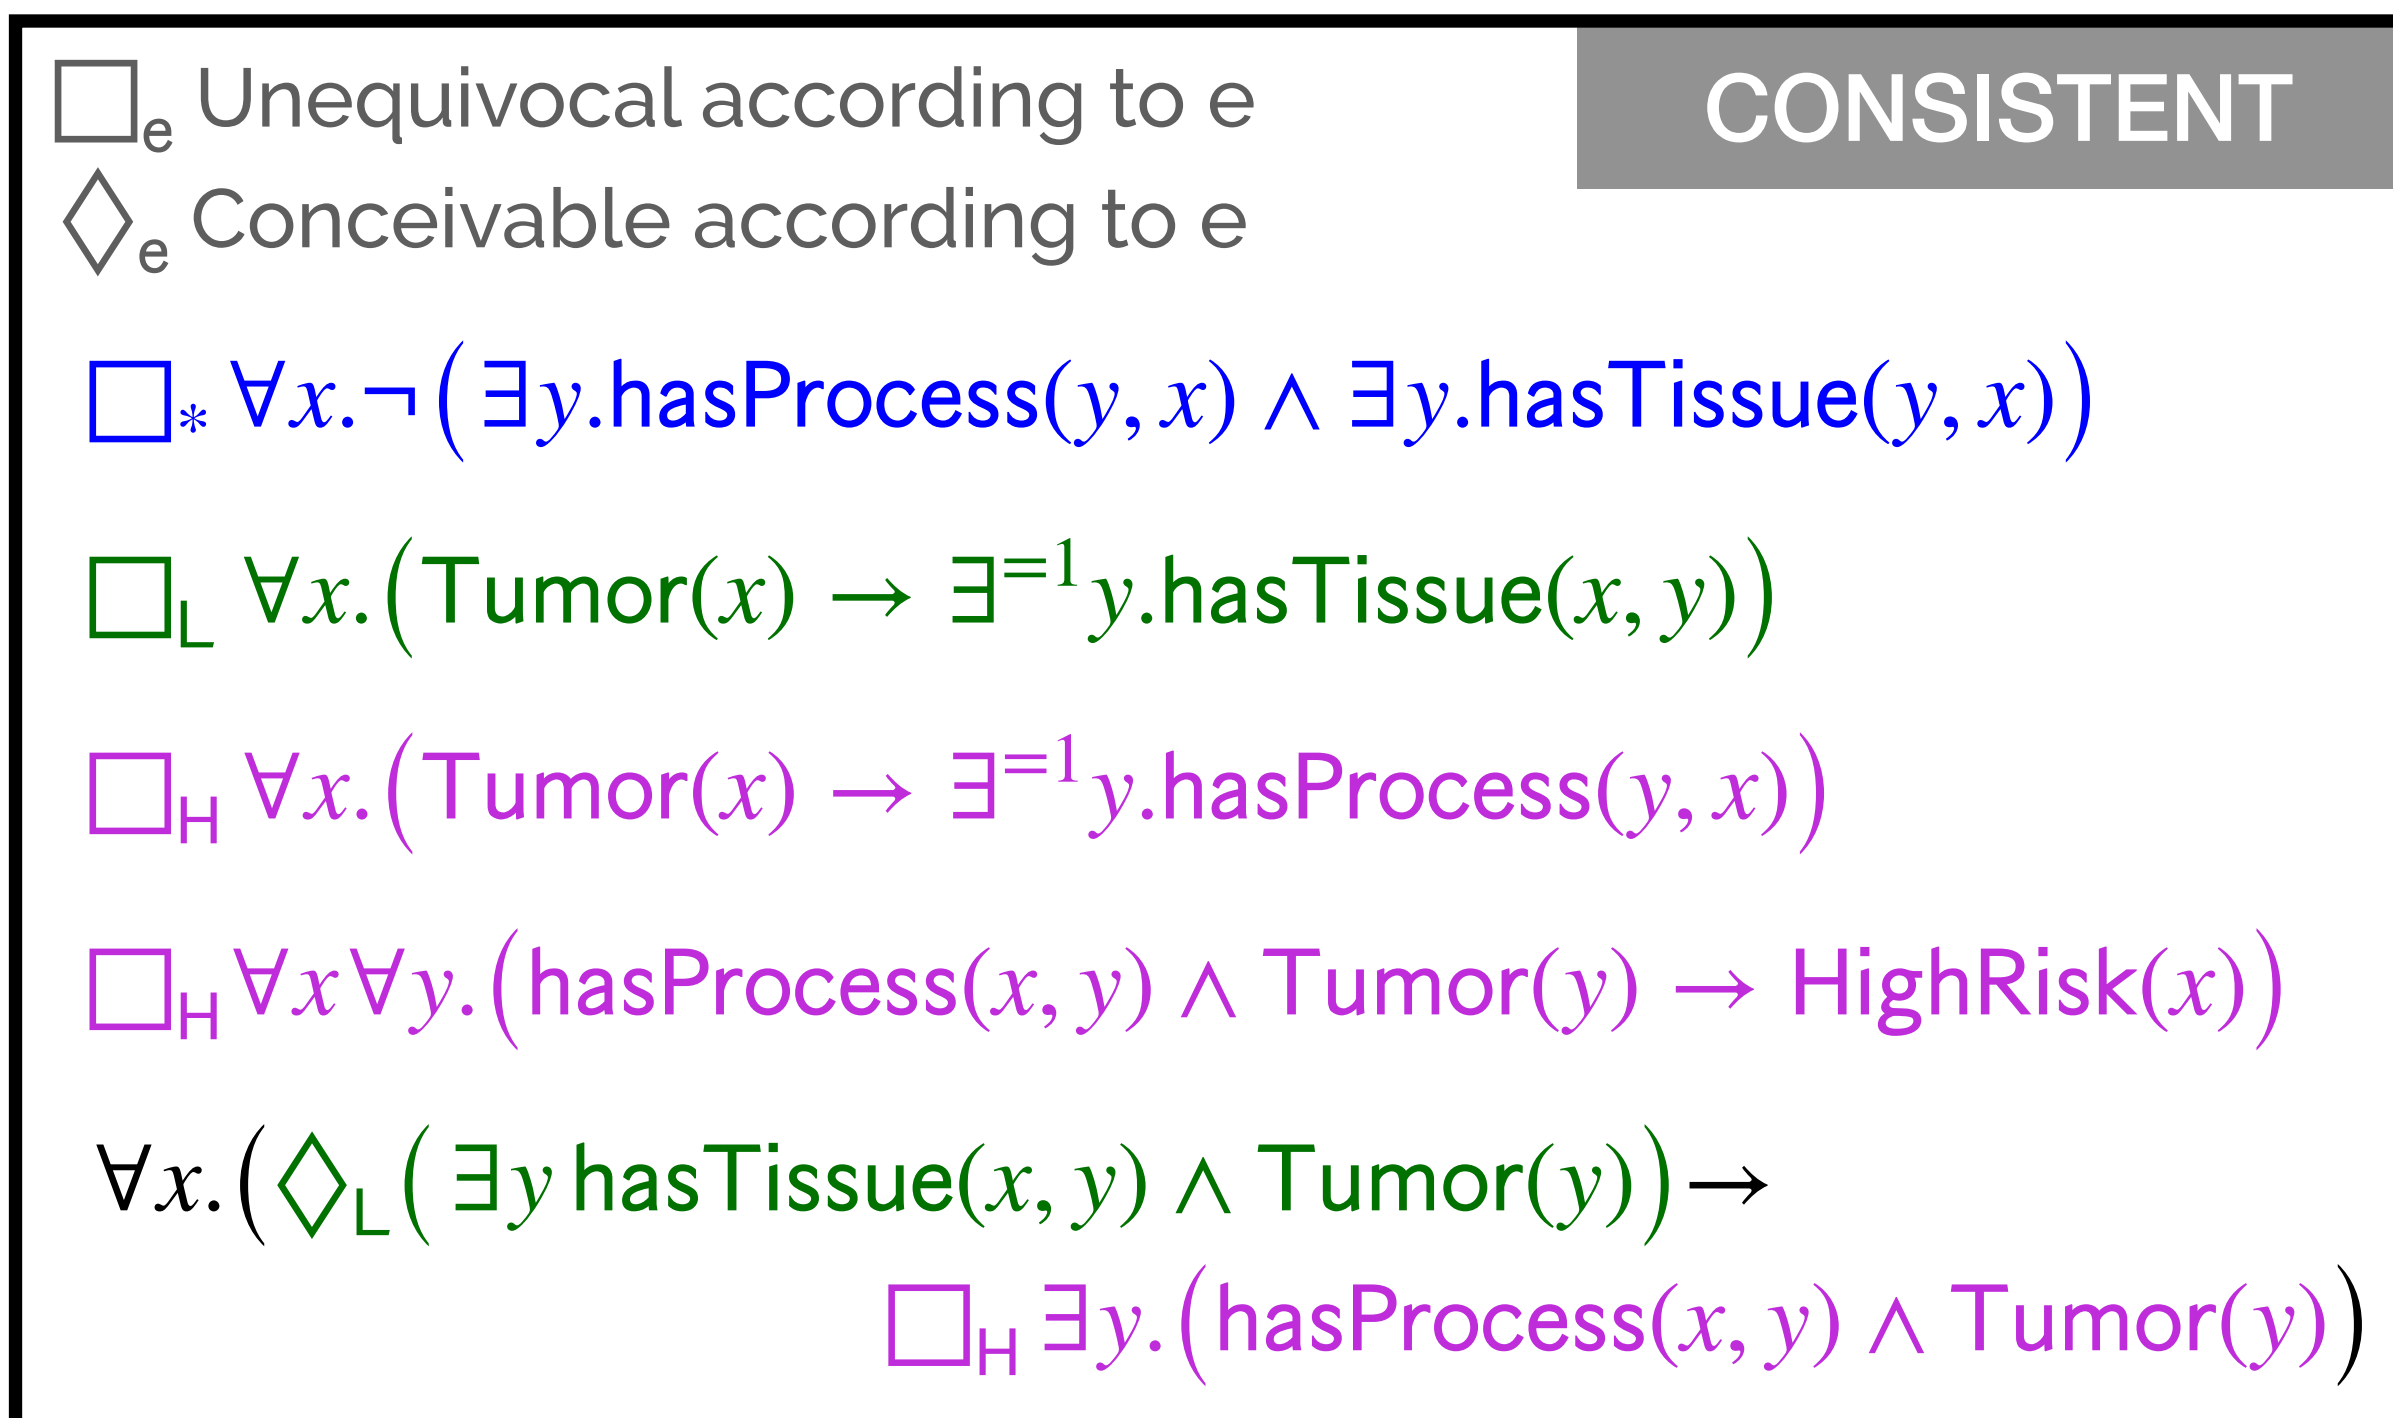 □e Unequivocal according to e
CONSISTENT
◇e Conceivable according to e
□* ∀x.¬( ∃y.hasProcess(y, x) ∧ ∃y.hasTissue(y, x))
□L ∀x.(Tumor(x) → ∃=1y.hasTissue(x, y))
□H ∀x.(Tumor(x) → ∃=1y.hasProcess(y, x))
□H ∀x∀y.(hasProcess(x, y) ∧ Tumor(y) → HighRisk(x))
∀x.(◇L( ∃y hasTissue(x, y) ∧ Tumor(y)) →
□H ∃y.(hasProcess(x, y) ∧ Tumor(y))